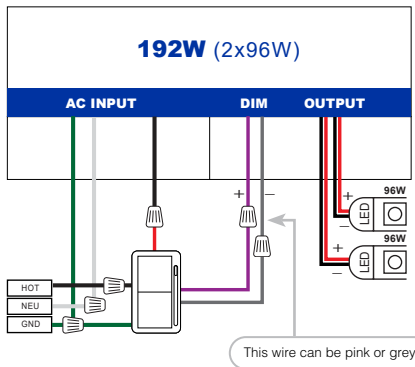 192W (2x96W)
AC INPUT DIM OUTPUT
+ −
96W
+
LED
−
96W
+
LED
−
HOT
NEU
GND
This wire can be pink or grey